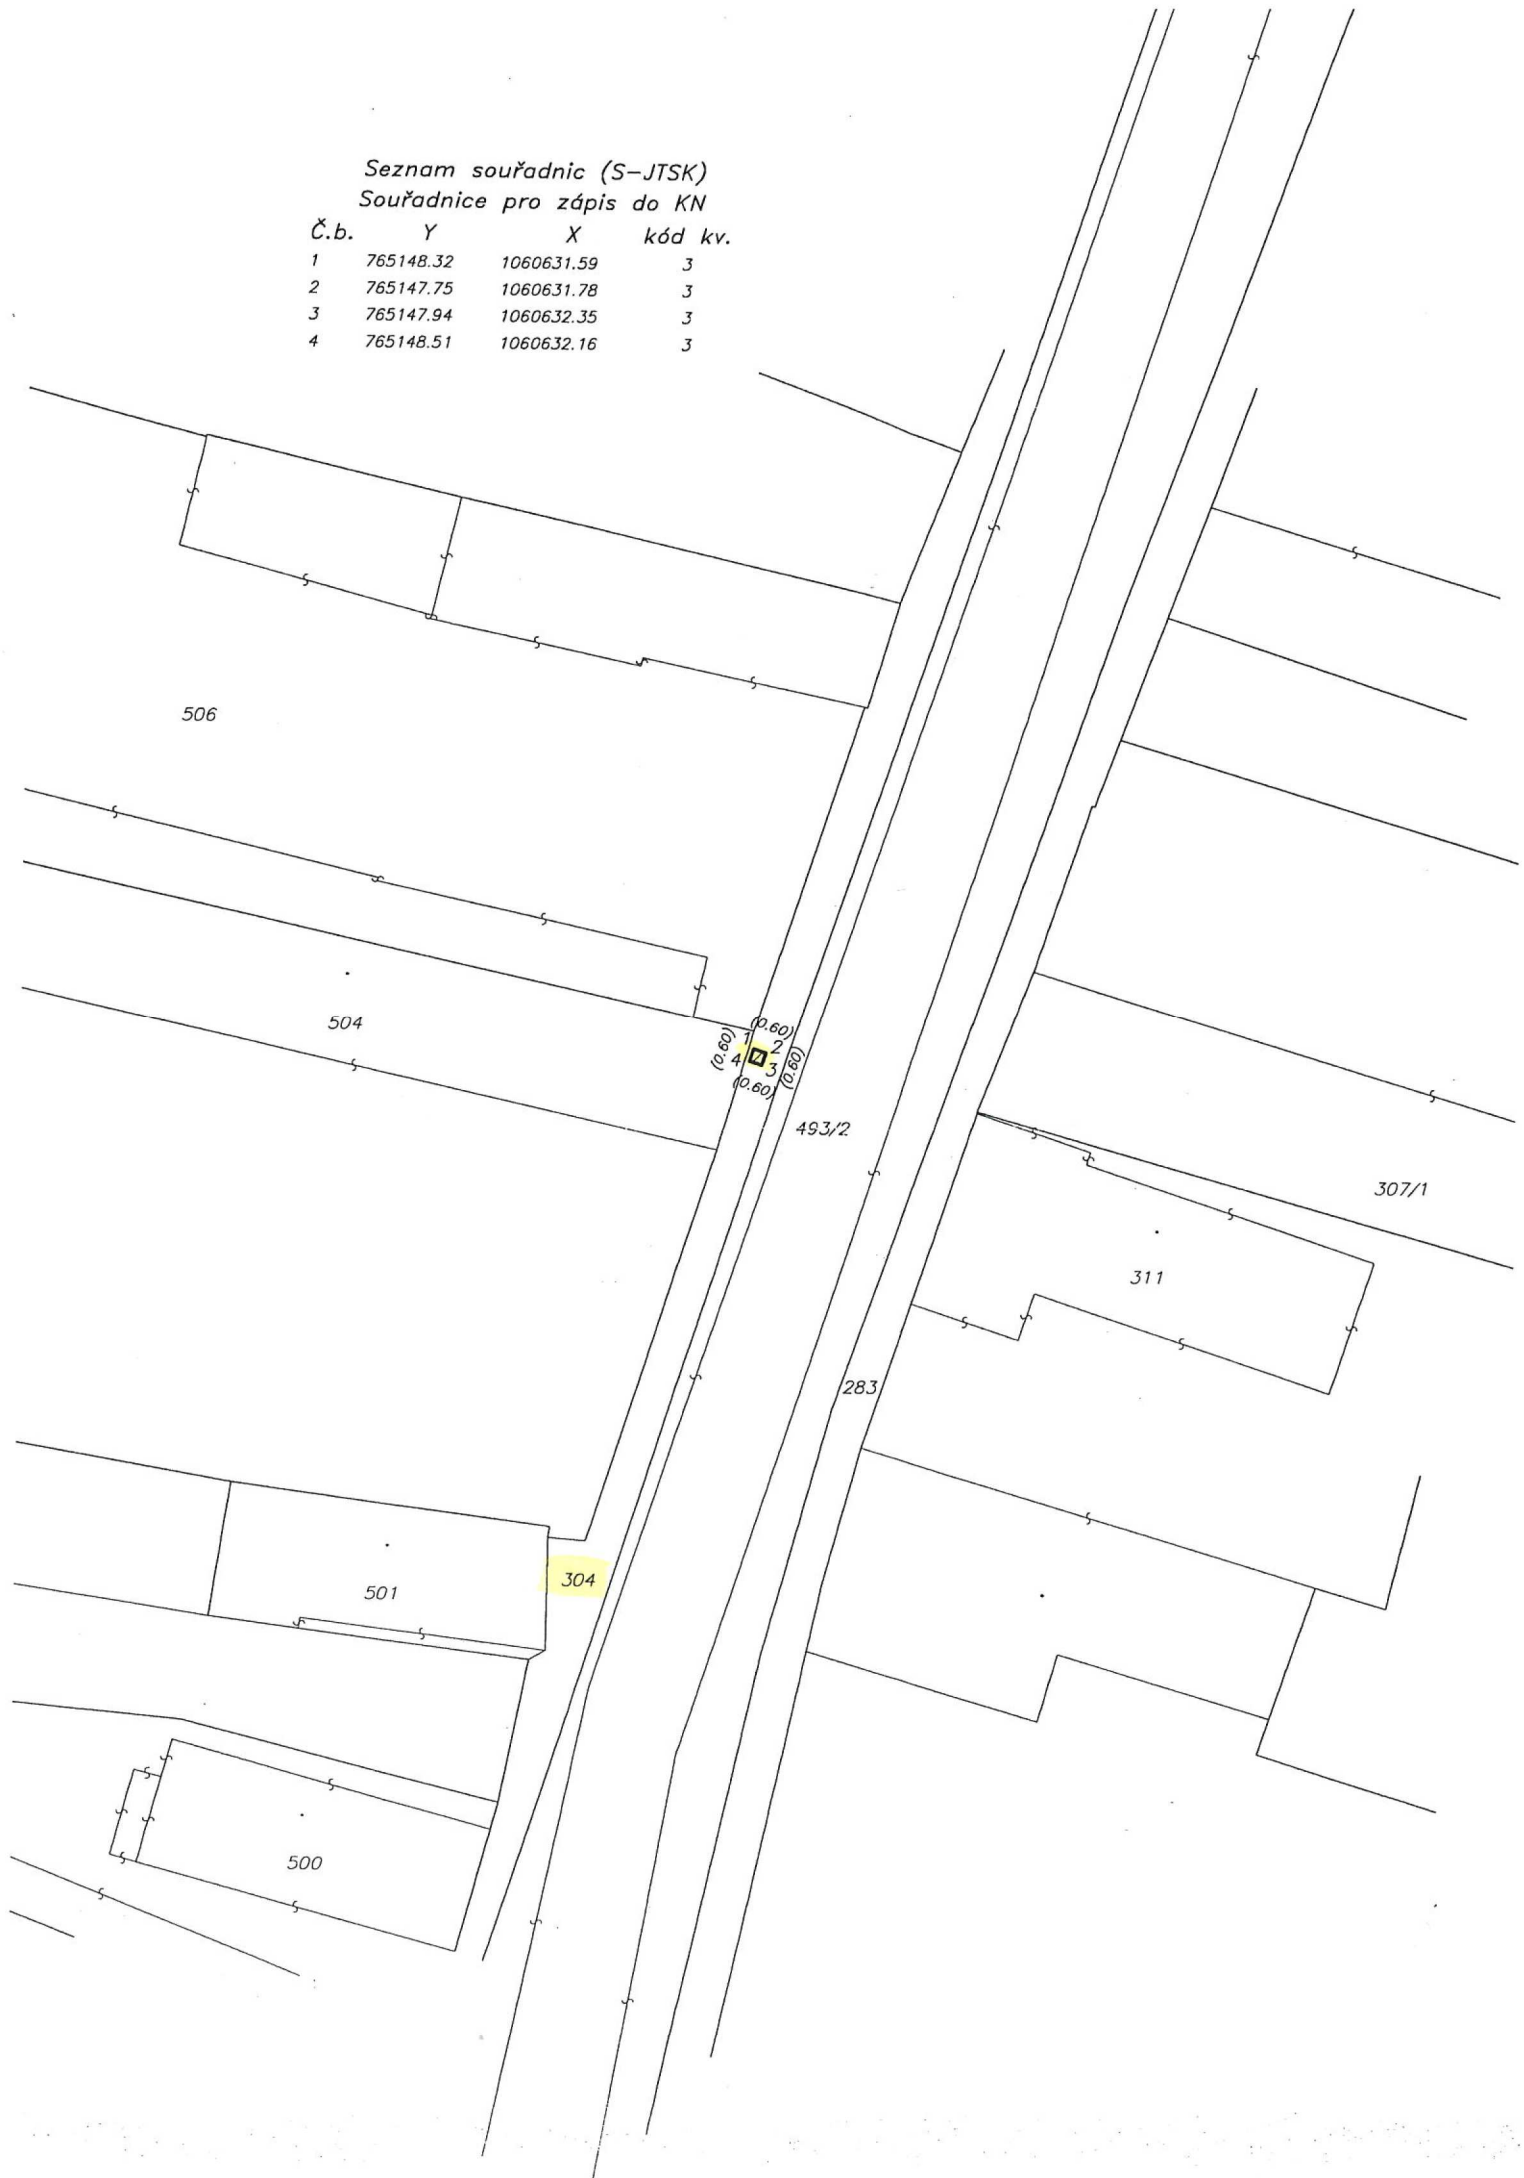 Seznam souřadnic (S-JTSK)
Souřadnice pro zápis do KN
Č.b. Y X kód kv.
1 765148.32 1060631.59 3
2 765147.75 1060631.78 3
3 765147.94 1060632.35 3
4 765148.51 1060632.16 3
506
504
(0.60)
1
2
(0.60)
4
3
(0.60)
(0.60)
493/2
307/1
311
283
304
501
500